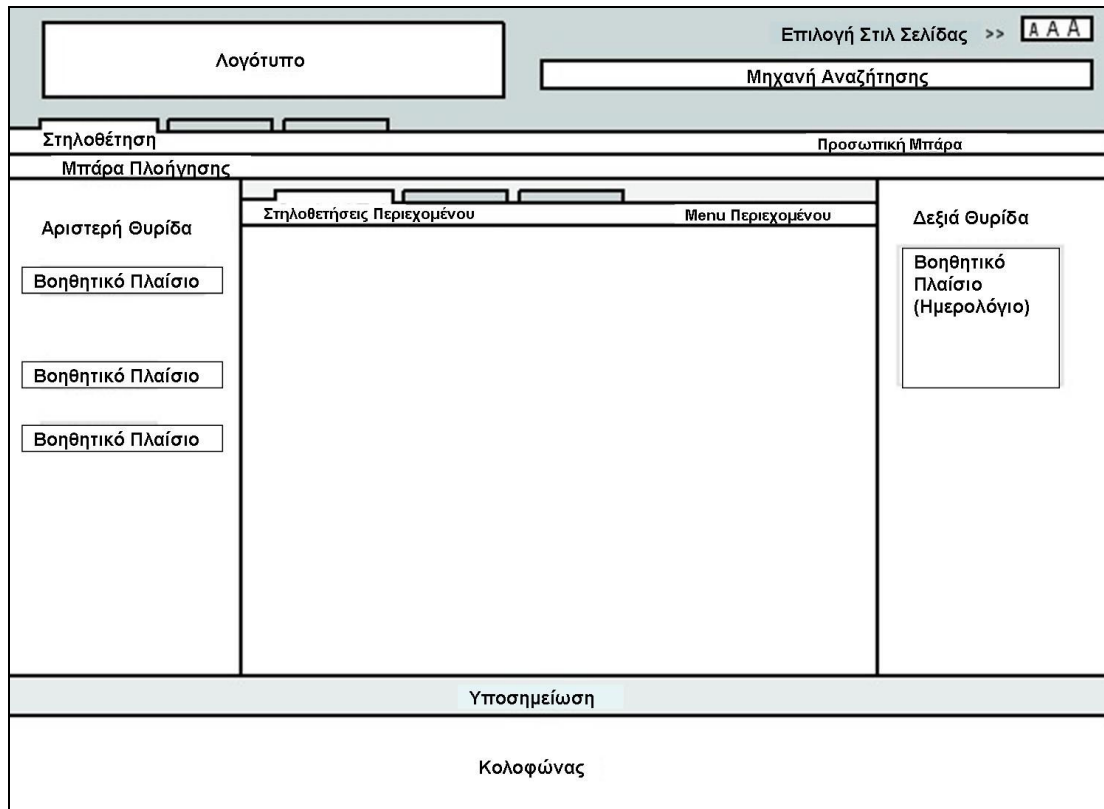 Λογότυπο
Επιλογή Στιλ Σελίδας >> A A A
Μηχανή Αναζήτησης
Στηλοθέτηση
Προσωπική Μπάρα
Μπάρα Πλοήγησης
Αριστερή Θυρίδα
Βοηθητικό Πλαίσιο
Βοηθητικό Πλαίσιο
Βοηθητικό Πλαίσιο
Στηλοθετήσεις Περιεχομένου
Menu Περιεχομένου
Δεξιά Θυρίδα
Βοηθητικό
Πλαίσιο
(Ημερολόγιο)
Υποσημείωση
Κολοφώνας